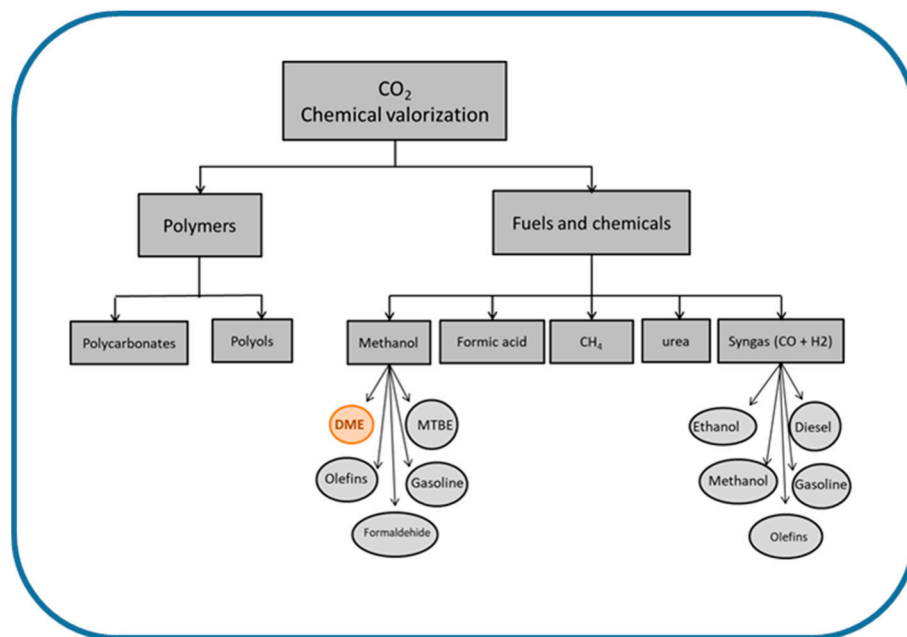 CO₂
Chemical valorization
Polymers
Fuels and chemicals
Polycarbonates
Polyols
Methanol
Formic acid
CH₄
urea
Syngas (CO + H2)
DME
MTBE
Ethanol
Diesel
Olefins
Gasoline
Methanol
Gasoline
Formaldehide
Olefins